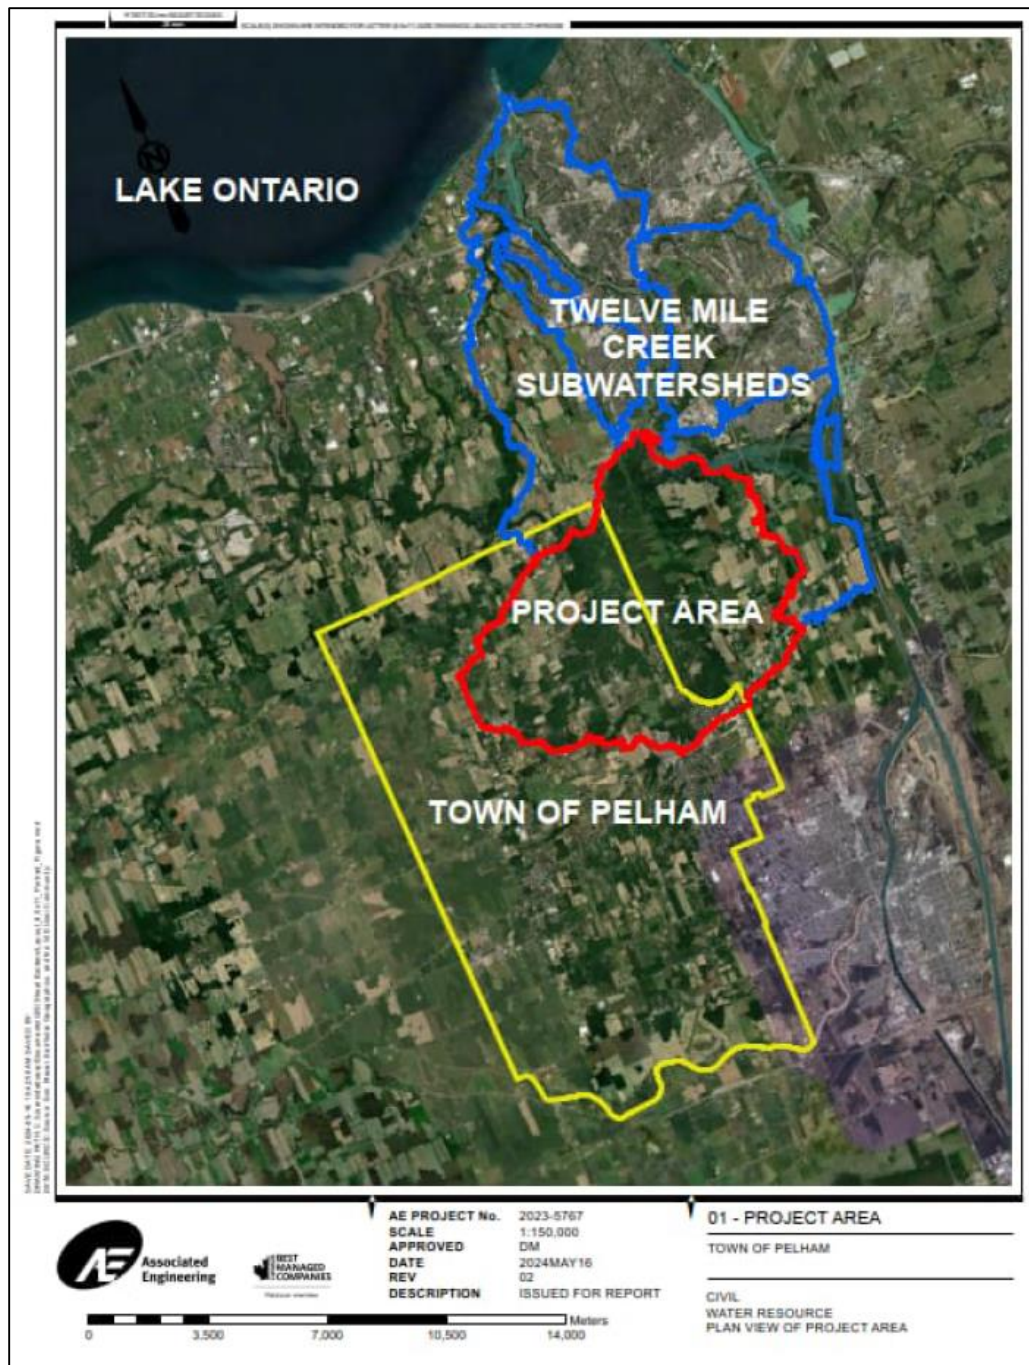 LAKE ONTARIO
TWELVE MILE
CREEK
SUBWATERSHEDS
PROJECT AREA
TOWN OF PELHAM
N
AE
Associated
Engineering
BEST
MANAGED
COMPANIES
AE PROJECT No. 2023-5767
SCALE 1:150,000
APPROVED DM
DATE 2024MAY16
REV 02
DESCRIPTION ISSUED FOR REPORT
01 - PROJECT AREA
TOWN OF PELHAM
CIVIL
WATER RESOURCE
PLAN VIEW OF PROJECT AREA
Meters
0 3,500 7,000 10,500 14,000